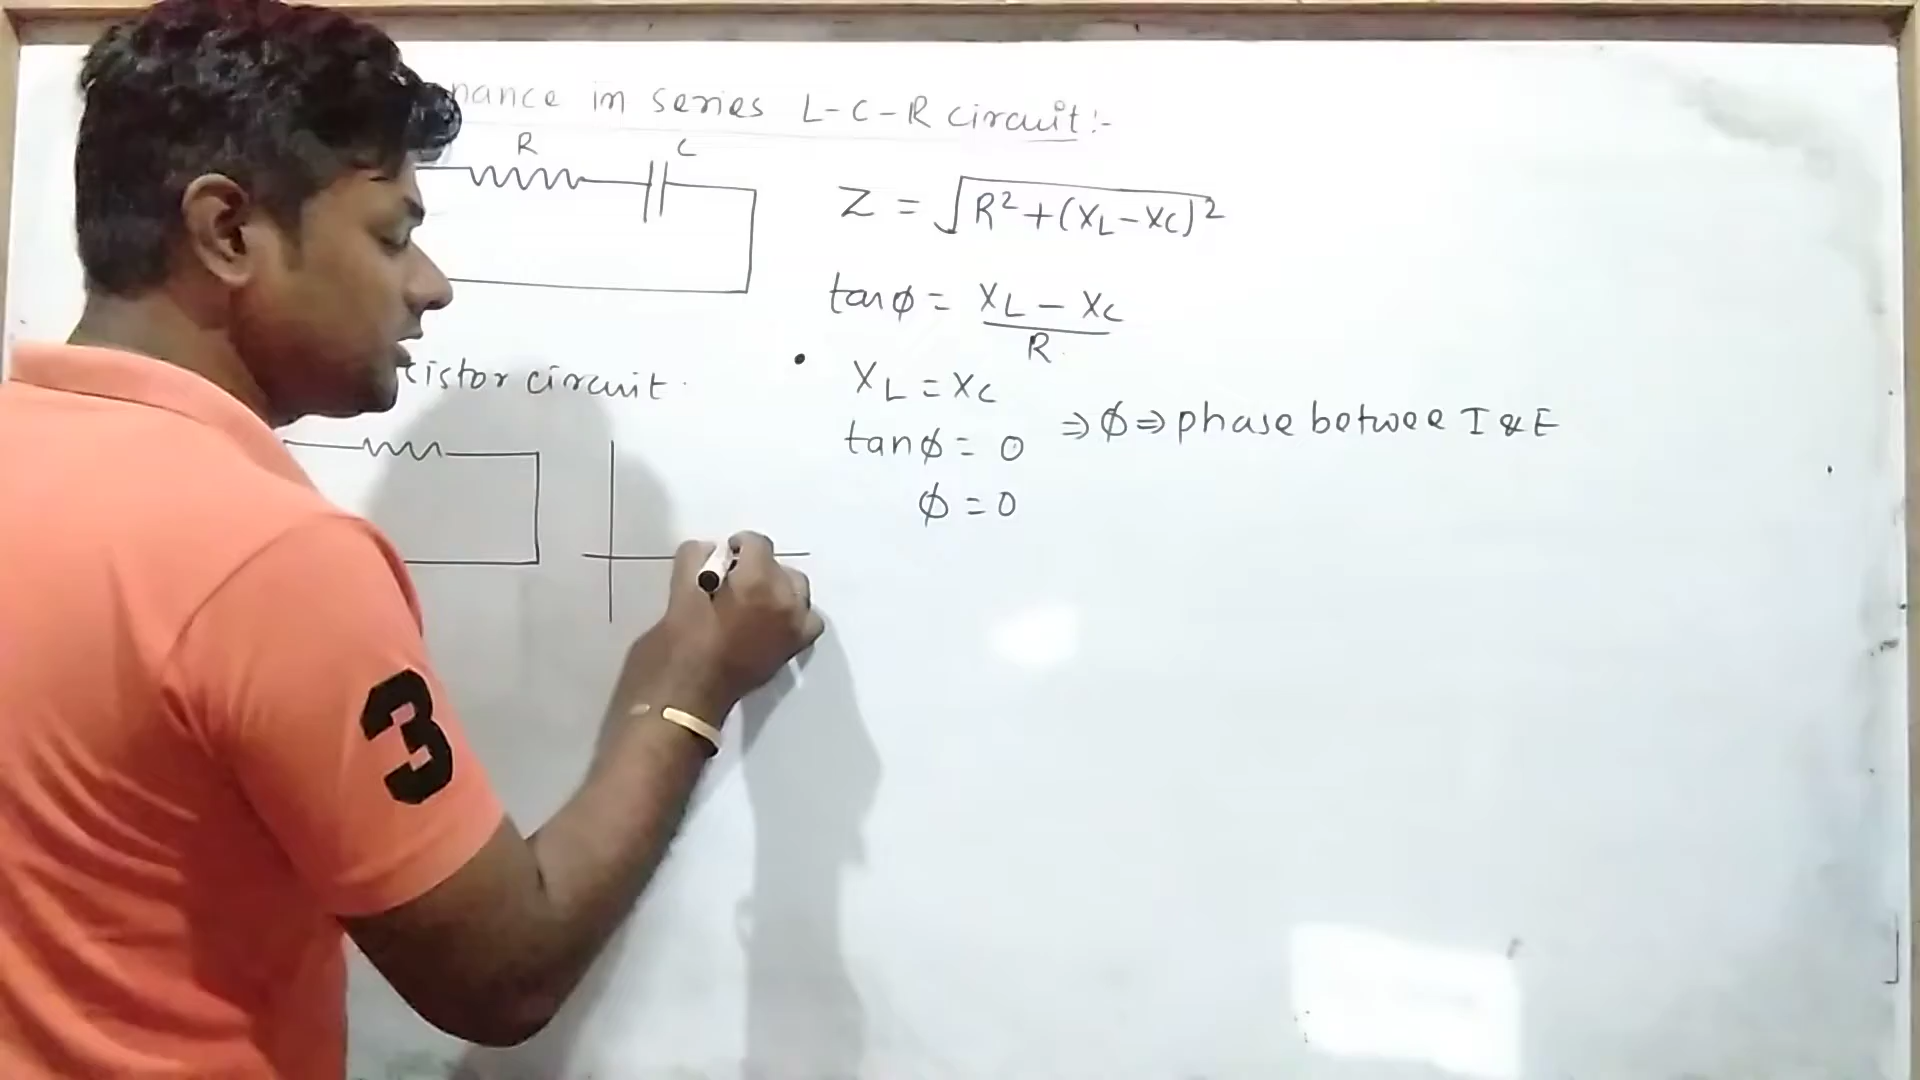 nance in series L-C-R circuit:-
R C
Z = √R²+(XL-XC)²
tanϕ = XL - XC
R
istor circuit.
• XL = XC
tanϕ = 0 ⇒ ϕ ⇒ phase betwee I & E
ϕ = 0
3